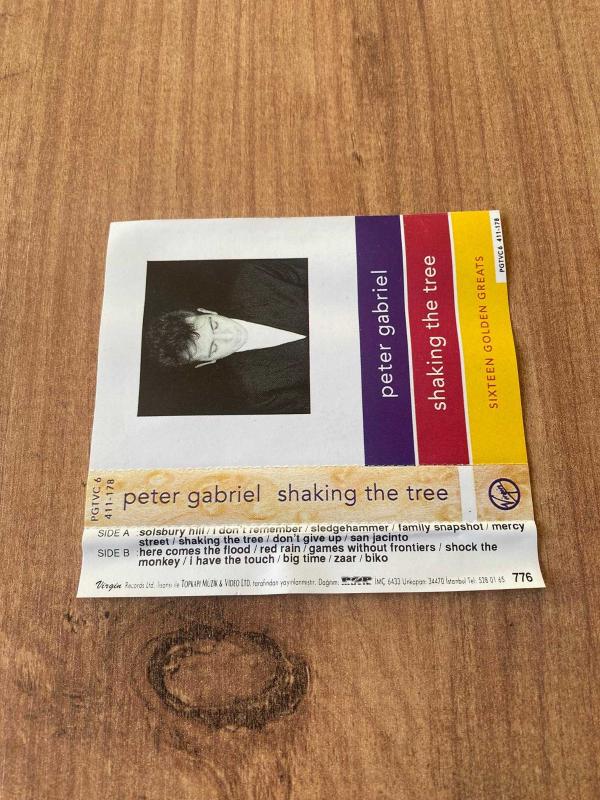 peter gabriel
shaking the tree
SIXTEEN GOLDEN GREATS
PGTVC 6 411-178
PGTVC 6
411-178
peter gabriel shaking the tree
Virgin
SIDE A : solsbury hill / i don't remember / sledgehammer / family snapshot / mercy
street / shaking the tree / don't give up / san jacinto
SIDE B : here comes the flood / red rain / games without frontiers / shock the
monkey / i have the touch / big time / zaar / biko
Virgin Records Ltd. lisansı ile TOPKAPI MÜZİK & VİDEO LTD. tarafından yayınlanmıştır. Dağıtım: İMÇ 6433 Unkapanı 34470 İstanbul Tel: 528 01 65 776